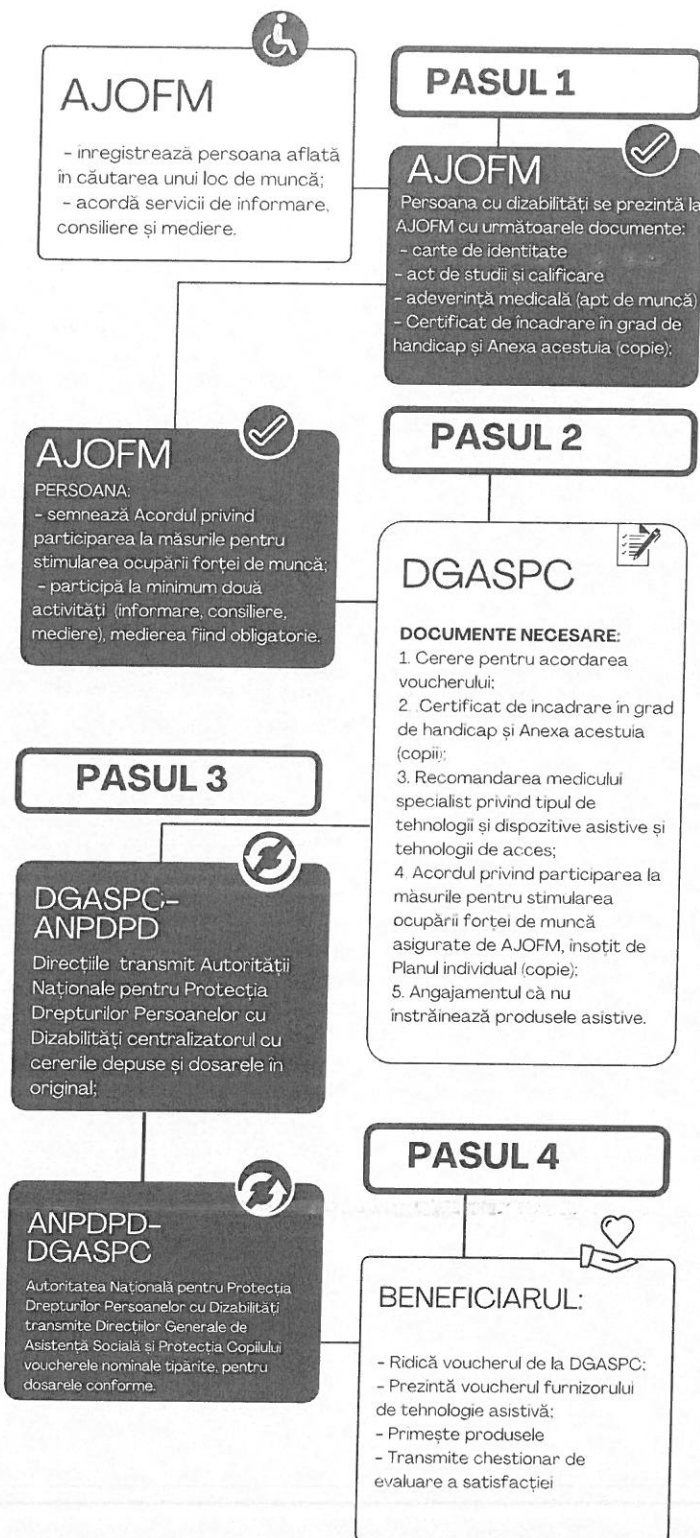 PASUL 1
AJOFM
Persoana cu dizabilități se prezintă la
AJOFM cu următoarele documente:
- carte de identitate
- act de studii si calificare
- adeverință medicală (apt de muncă)
- Certificat de încadrare în grad de
handicap și Anexa acestuia (copie);
AJOFM
- inregistrează persoana aflată
în căutarea unui loc de muncă;
- acordă servicii de informare,
consiliere și mediere.
AJOFM
PERSOANA:
- semnează Acordul privind
participarea la măsurile pentru
stimularea ocupării forței de muncă;
- participă la minimum două
activități (informare, consiliere,
mediere), medierea fiind obligatorie.
PASUL 2
DGASPC
DOCUMENTE NECESARE:
1. Cerere pentru acordarea
voucherului;
2. .Certificat de incadrare in grad
de handicap și Anexa acestuia
(copii);
3. Recomandarea medicului
specialist privind tipul de
tehnologii și dispozitive asistive și
tehnologii de acces;
4. Acordul privind participarea la
măsurile pentru stimularea
ocupării forței de muncă
asigurate de AJOFM, insoțit de
Planul individual (copie);
5. Angajamentul că nu
înstrăinează produsele asistive.
PASUL 3
DGASPC-
ANPDPD
Direcțiile transmit Autorității
Naționale pentru Protecția
Drepturilor Persoanelor cu
Dizabilități centralizatorul cu
cererile depuse și dosarele în
original;
ANPDPD-
DGASPC
Autoritatea Națională pentru Protecția
Drepturilor Persoanelor cu Dizabilități
transmite Direcțiilor Generale de
Asistență Socială și Protecția Copilului
voucherele nominale tipărite, pentru
dosarele conforme.
PASUL 4
BENEFICIARUL:
- Ridică voucherul de la DGASPC;
- Prezintă voucherul furnizorului
de tehnologie asistivă;
- Primește produsele
- Transmite chestionar de
evaluare a satisfacției